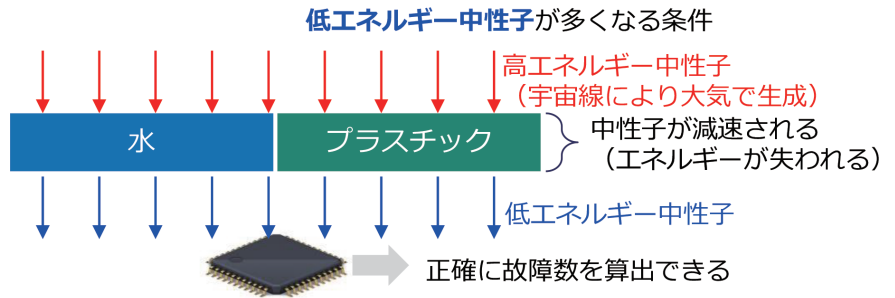 低エネルギー中性子が多くなる条件
高エネルギー中性子
（宇宙線により大気で生成）
水
プラスチック
中性子が減速される
（エネルギーが失われる）
低エネルギー中性子
正確に故障数を算出できる